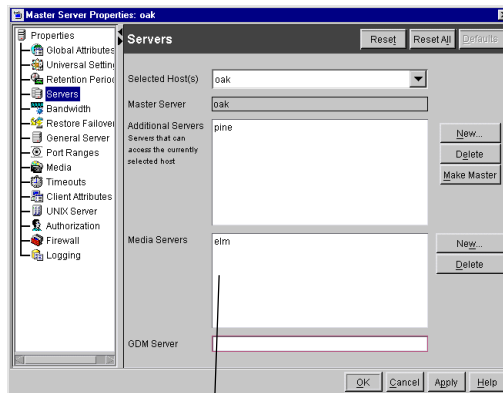 Master Server Properties: oak
Properties
Global Attributes
Universal Settin
Retention Period
Servers
Bandwidth
Restore Failover
General Server
Port Ranges
Media
Timeouts
Client Attributes
UNIX Server
Authorization
Firewall
Logging
Servers
Reset
Reset All
Defaults
Selected Host(s)
oak
Master Server
oak
Additional Servers
Servers that can
access the currently
selected host
pine
New...
Delete
Make Master
Media Servers
elm
New...
Delete
GDM Server
OK
Cancel
Apply
Help